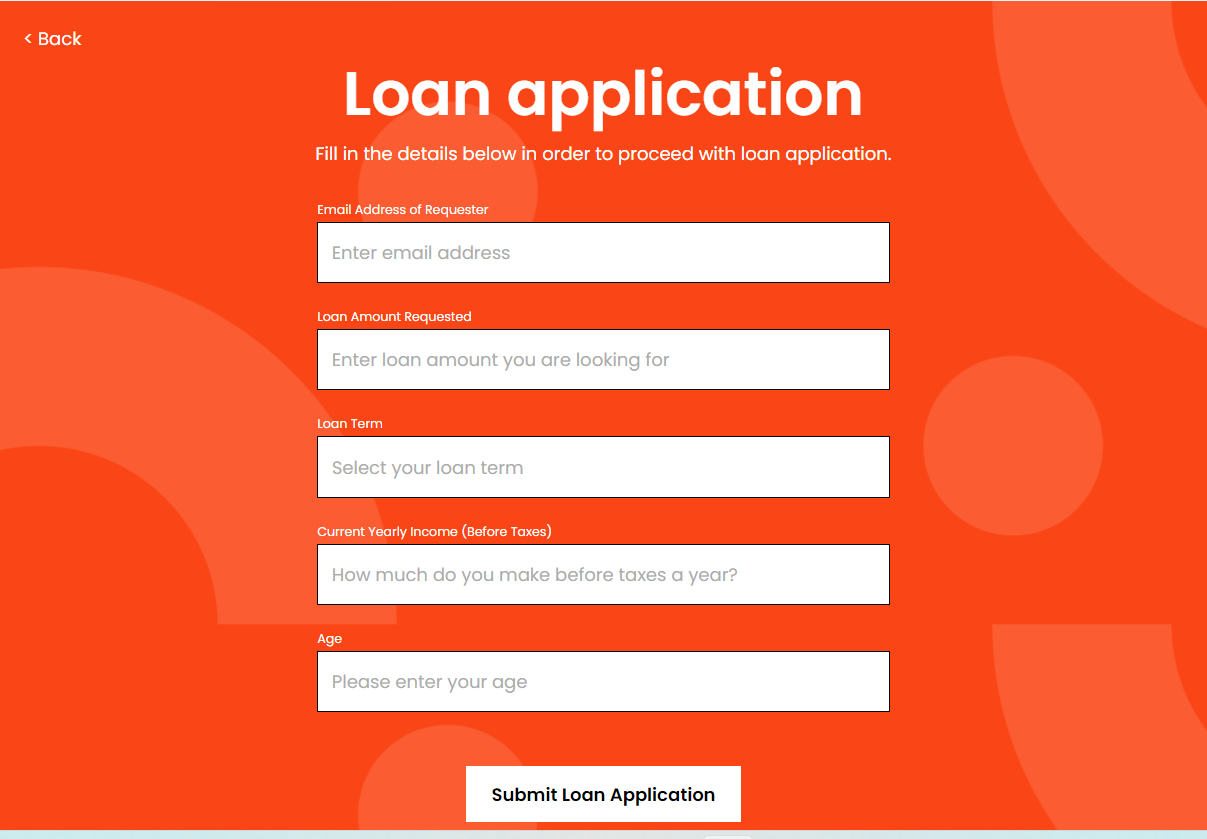 < Back
Loan application
Fill in the details below in order to proceed with loan application.
Email Address of Requester
Enter email address
Loan Amount Requested
Enter loan amount you are looking for
Loan Term
Select your loan term
Current Yearly Income (Before Taxes)
How much do you make before taxes a year?
Age
Please enter your age
Submit Loan Application